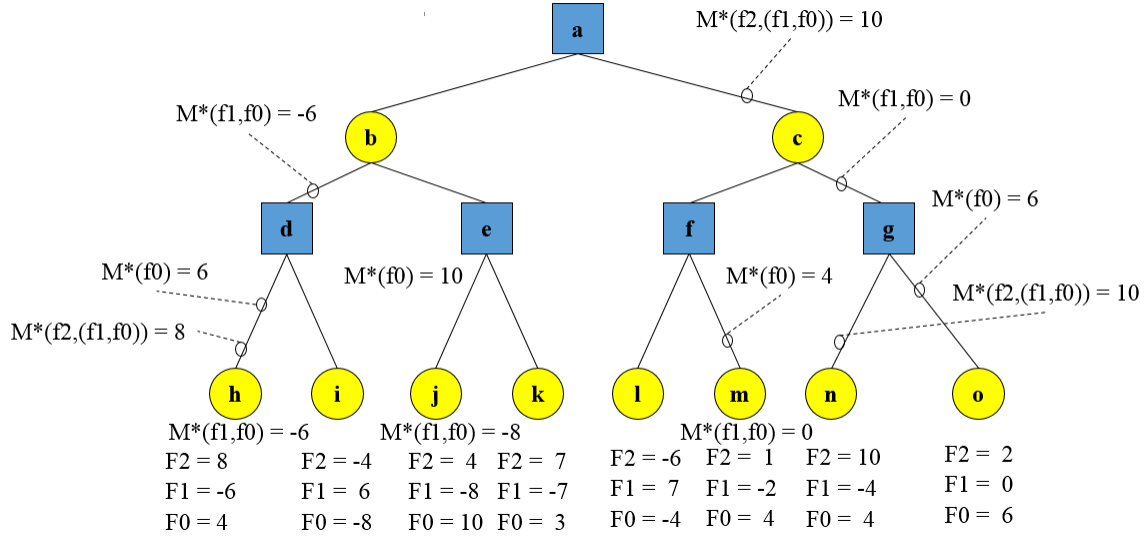 a
M*(f2,(f1,f0)) = 10
M*(f1,f0) = -6
M*(f1,f0) = 0
b
c
d
e
f
g
M*(f0) = 6
M*(f0) = 6
M*(f0) = 10
M*(f0) = 4
M*(f2,(f1,f0)) = 10
M*(f2,(f1,f0)) = 8
h
i
j
k
l
m
n
o
M*(f1,f0) = -6
M*(f1,f0) = -8
M*(f1,f0) = 0
F2 = 8
F1 = -6
F0 = 4
F2 = -4
F1 = 6
F0 = -8
F2 = 4
F1 = -8
F0 = 10
F2 = 7
F1 = -7
F0 = 3
F2 = -6
F1 = 7
F0 = -4
F2 = 1
F1 = -2
F0 = 4
F2 = 10
F1 = -4
F0 = 4
F2 = 2
F1 = 0
F0 = 6